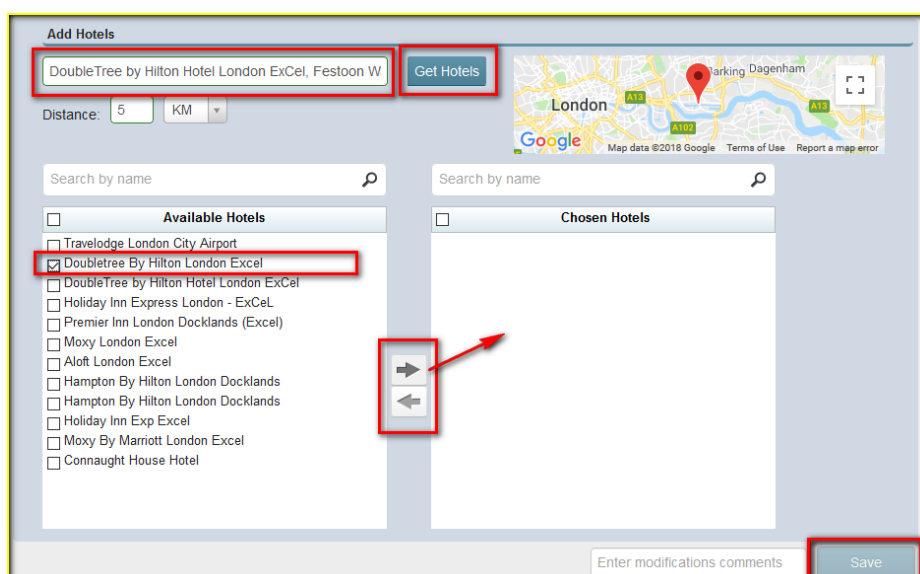 Add Hotels
DoubleTree by Hilton Hotel London ExCel, Festoon W
Get Hotels
Distance: 5 KM
Barking Dagenham
London A13
A13
A102
Google Map data ©2018 Google Terms of Use Report a map error
Search by name
Search by name
Available Hotels
Chosen Hotels
Travelodge London City Airport
Doubletree By Hilton London Excel
DoubleTree by Hilton Hotel London ExCel
Holiday Inn Express London - ExCeL
Premier Inn London Docklands (Excel)
Moxy London Excel
Aloft London Excel
Hampton By Hilton London Docklands
Hampton By Hilton London Docklands
Holiday Inn Exp Excel
Moxy By Marriott London Excel
Connaught House Hotel
Enter modifications comments
Save